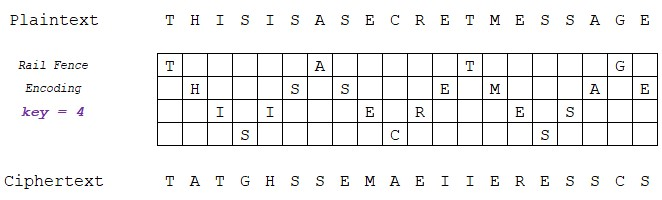 Plaintext T H I S I S A S E C R E T M E S S A G E
Rail Fence T A T G
Encoding H S S E M A E
key = 4 I I E R E S
S C S
Ciphertext T A T G H S S E M A E I I E R E S S C S